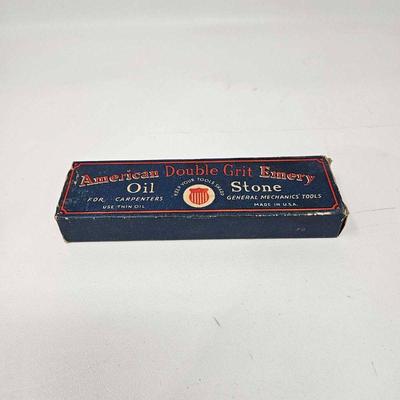 American Double Grit Emery
Oil Stone
KEEP YOUR TOOLS SHARP
FOR CARPENTERS GENERAL MECHANICS' TOOLS
USE THIN OIL MADE IN U.S.A.